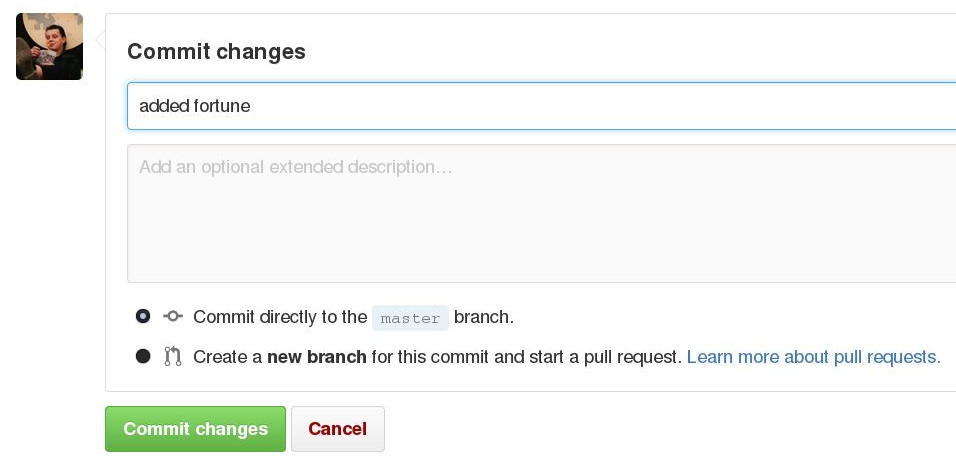 Commit changes
added fortune
Add an optional extended description…
Commit directly to the master branch.
Create a new branch for this commit and start a pull request. Learn more about pull requests.
Commit changes Cancel